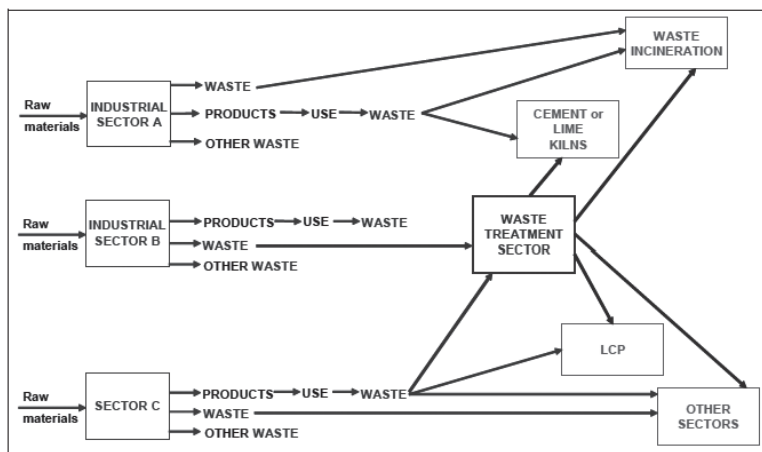 WASTE
INCINERATION
WASTE
Raw
materials
INDUSTRIAL
SECTOR A
PRODUCTS USE WASTE
CEMENT or
LIME
KILNS
OTHER WASTE
Raw
materials
INDUSTRIAL
SECTOR B
PRODUCTS USE WASTE
WASTE
OTHER WASTE
WASTE
TREATMENT
SECTOR
LCP
Raw
materials
SECTOR C
PRODUCTS USE WASTE
WASTE
OTHER WASTE
OTHER
SECTORS